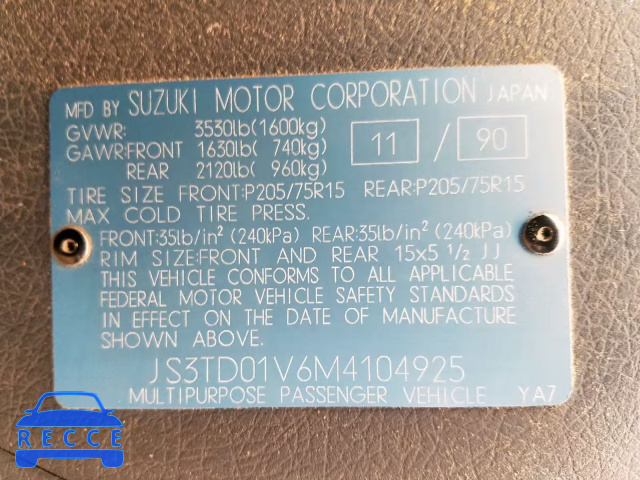 MFD BY SUZUKI MOTOR CORPORATION JAPAN
GVWR: 3530lb(1600kg)
GAWR:FRONT 1630lb( 740kg)
REAR 2120lb( 960kg)
11 / 90
TIRE SIZE FRONT:P205/75R15 REAR:P205/75R15
MAX COLD TIRE PRESS.
FRONT:35lb/in² (240kPa) REAR:35lb/in² (240kPa)
RIM SIZE:FRONT AND REAR 15x5 1/2 JJ
THIS VEHICLE CONFORMS TO ALL APPLICABLE
FEDERAL MOTOR VEHICLE SAFETY STANDARDS
IN EFFECT ON THE DATE OF MANUFACTURE
SHOWN ABOVE.
JS3TD01V6M4104925
MULTIPURPOSE PASSENGER VEHICLE YA7
RECCE